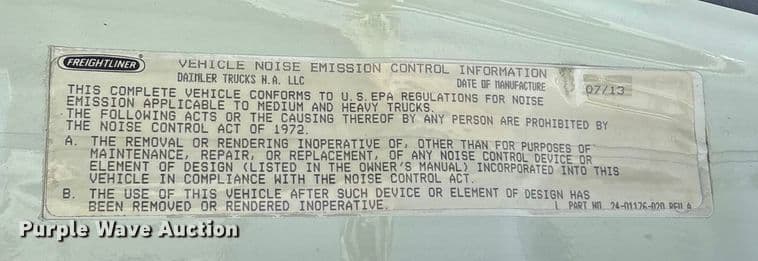 FREIGHTLINER
VEHICLE NOISE EMISSION CONTROL INFORMATION
DAIMLER TRUCKS N.A. LLC
DATE OF MANUFACTURE 07/13
THIS COMPLETE VEHICLE CONFORMS TO U.S. EPA REGULATIONS FOR NOISE
EMISSION APPLICABLE TO MEDIUM AND HEAVY TRUCKS.
THE FOLLOWING ACTS OR THE CAUSING THEREOF BY ANY PERSON ARE PROHIBITED BY
THE NOISE CONTROL ACT OF 1972.
A. THE REMOVAL OR RENDERING INOPERATIVE OF, OTHER THAN FOR PURPOSES OF
MAINTENANCE, REPAIR, OR REPLACEMENT, OF ANY NOISE CONTROL DEVICE OR
ELEMENT OF DESIGN (LISTED IN THE OWNER'S MANUAL) INCORPORATED INTO THIS
VEHICLE IN COMPLIANCE WITH THE NOISE CONTROL ACT.
B. THE USE OF THIS VEHICLE AFTER SUCH DEVICE OR ELEMENT OF DESIGN HAS
BEEN REMOVED OR RENDERED INOPERATIVE.
PART NO. 24-01176-020 REV A
Purple Wave Auction